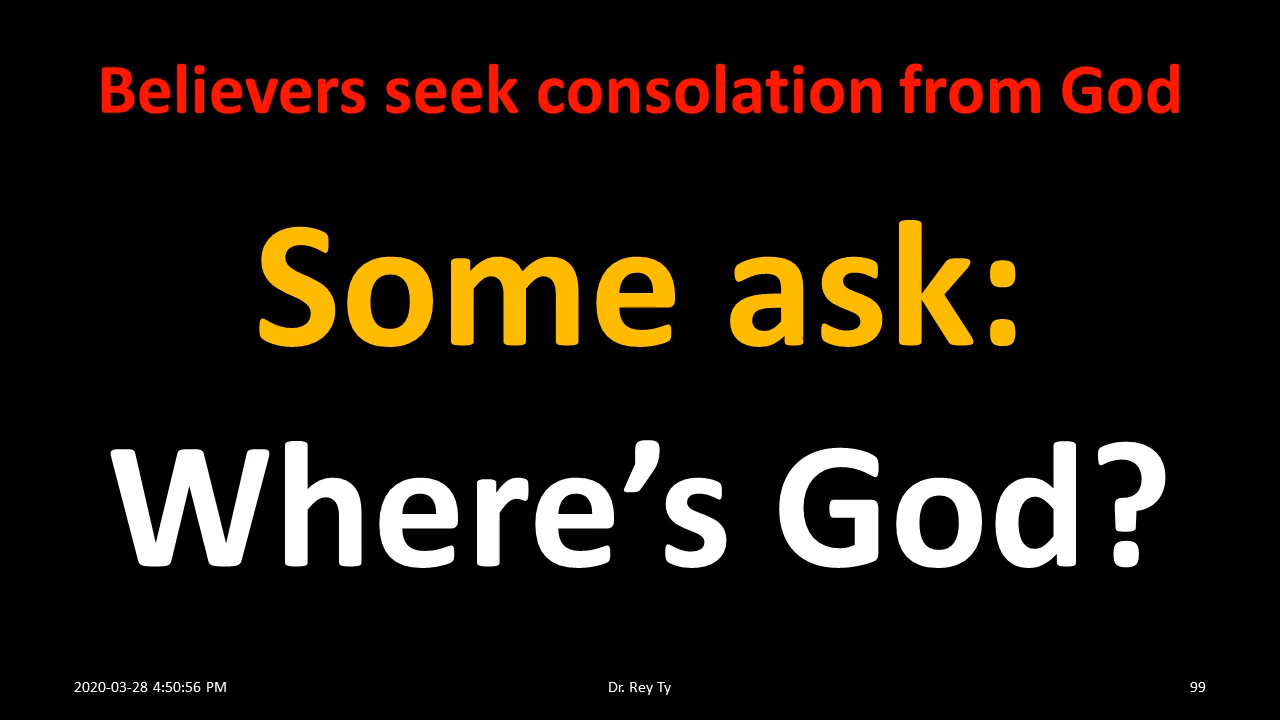 Believers seek consolation from God
Some ask:
Where’s God?
2020-03-28 4:50:56 PM
Dr. Rey Ty
99